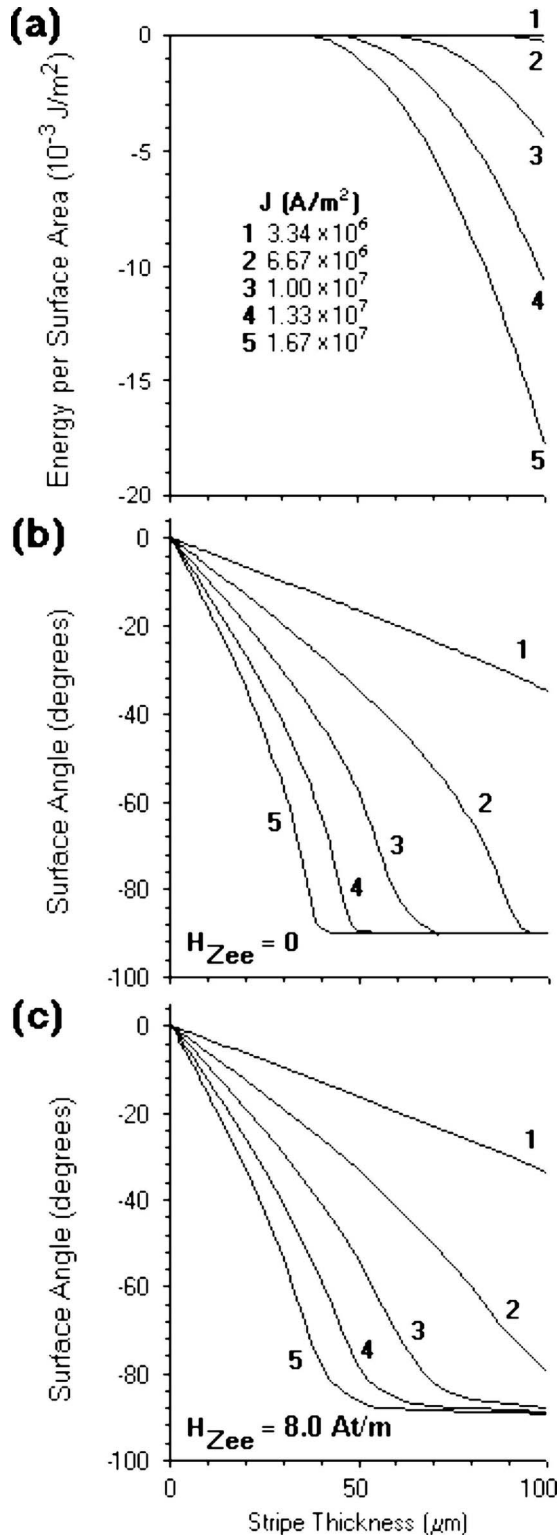 (a)
1
0
2
3
4
5
-5
-10
-15
-20
Energy per Surface Area (10⁻³ J/m²)
J (A/m²)
1 3.34 ×10⁶
2 6.67 ×10⁶
3 1.00 ×10⁷
4 1.33 ×10⁷
5 1.67 ×10⁷
(b)
0
-20
-40
-60
-80
-100
Surface Angle (degrees)
1
2
3
4
5
H_Zee = 0
(c)
0
-20
-40
-60
-80
-100
Surface Angle (degrees)
1
2
3
4
5
H_Zee = 8.0 At/m
0 50 100
Stripe Thickness (μm)